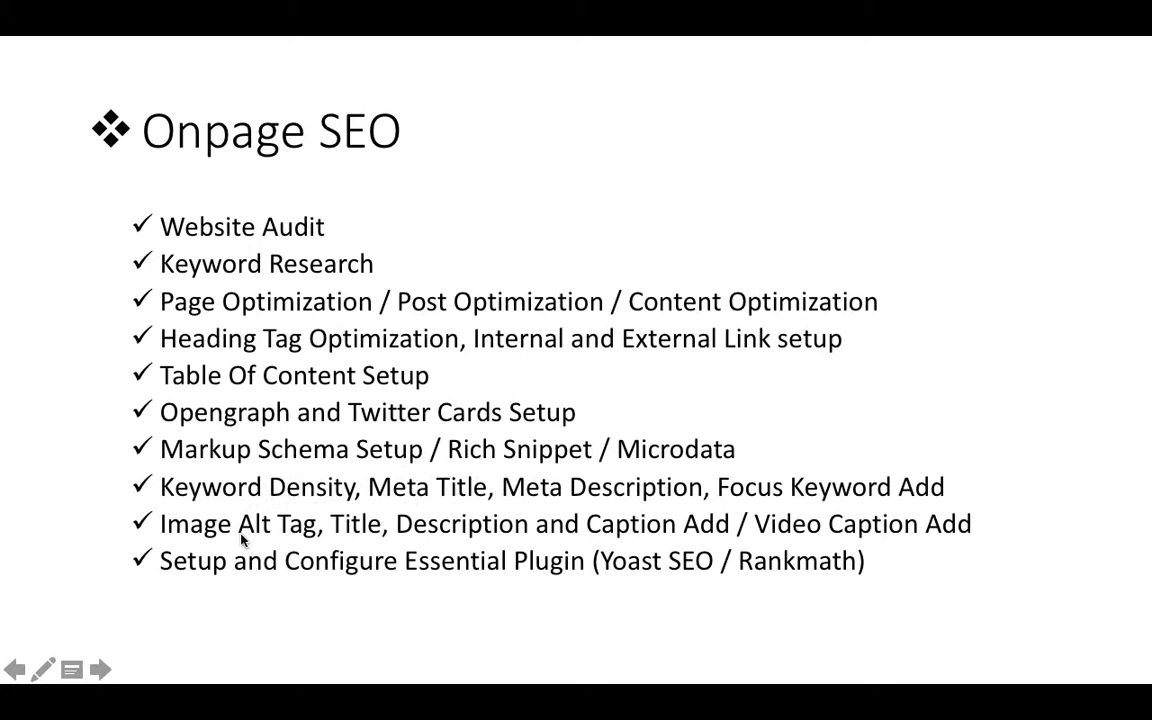 ❖ Onpage SEO
✓ Website Audit
✓ Keyword Research
✓ Page Optimization / Post Optimization / Content Optimization
✓ Heading Tag Optimization, Internal and External Link setup
✓ Table Of Content Setup
✓ Opengraph and Twitter Cards Setup
✓ Markup Schema Setup / Rich Snippet / Microdata
✓ Keyword Density, Meta Title, Meta Description, Focus Keyword Add
✓ Image Alt Tag, Title, Description and Caption Add / Video Caption Add
✓ Setup and Configure Essential Plugin (Yoast SEO / Rankmath)